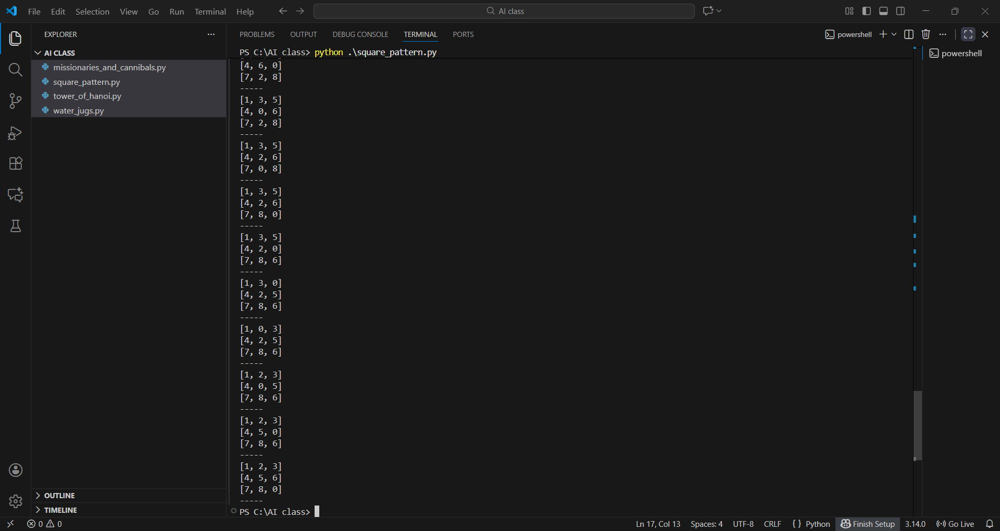 File Edit Selection View Go Run Terminal Help
AI class
EXPLORER
AI CLASS
missionaries_and_cannibals.py
square_pattern.py
tower_of_hanoi.py
water_jugs.py
OUTLINE
TIMELINE
PROBLEMS OUTPUT DEBUG CONSOLE TERMINAL PORTS
powershell
powershell
PS C:\AI class> python .\square_pattern.py
[4, 6, 0]
[7, 2, 8]
-----
[1, 3, 5]
[4, 0, 6]
[7, 2, 8]
-----
[1, 3, 5]
[4, 2, 6]
[7, 0, 8]
-----
[1, 3, 5]
[4, 2, 6]
[7, 8, 0]
-----
[1, 3, 5]
[4, 2, 0]
[7, 8, 6]
-----
[1, 3, 0]
[4, 2, 5]
[7, 8, 6]
-----
[1, 0, 3]
[4, 2, 5]
[7, 8, 6]
-----
[1, 2, 3]
[4, 0, 5]
[7, 8, 6]
-----
[1, 2, 3]
[4, 5, 0]
[7, 8, 6]
-----
[1, 2, 3]
[4, 5, 6]
[7, 8, 0]
-----
PS C:\AI class>
0 0 Ln 17, Col 13 Spaces: 4 UTF-8 CRLF { } Python Finish Setup 3.14.0 Go Live